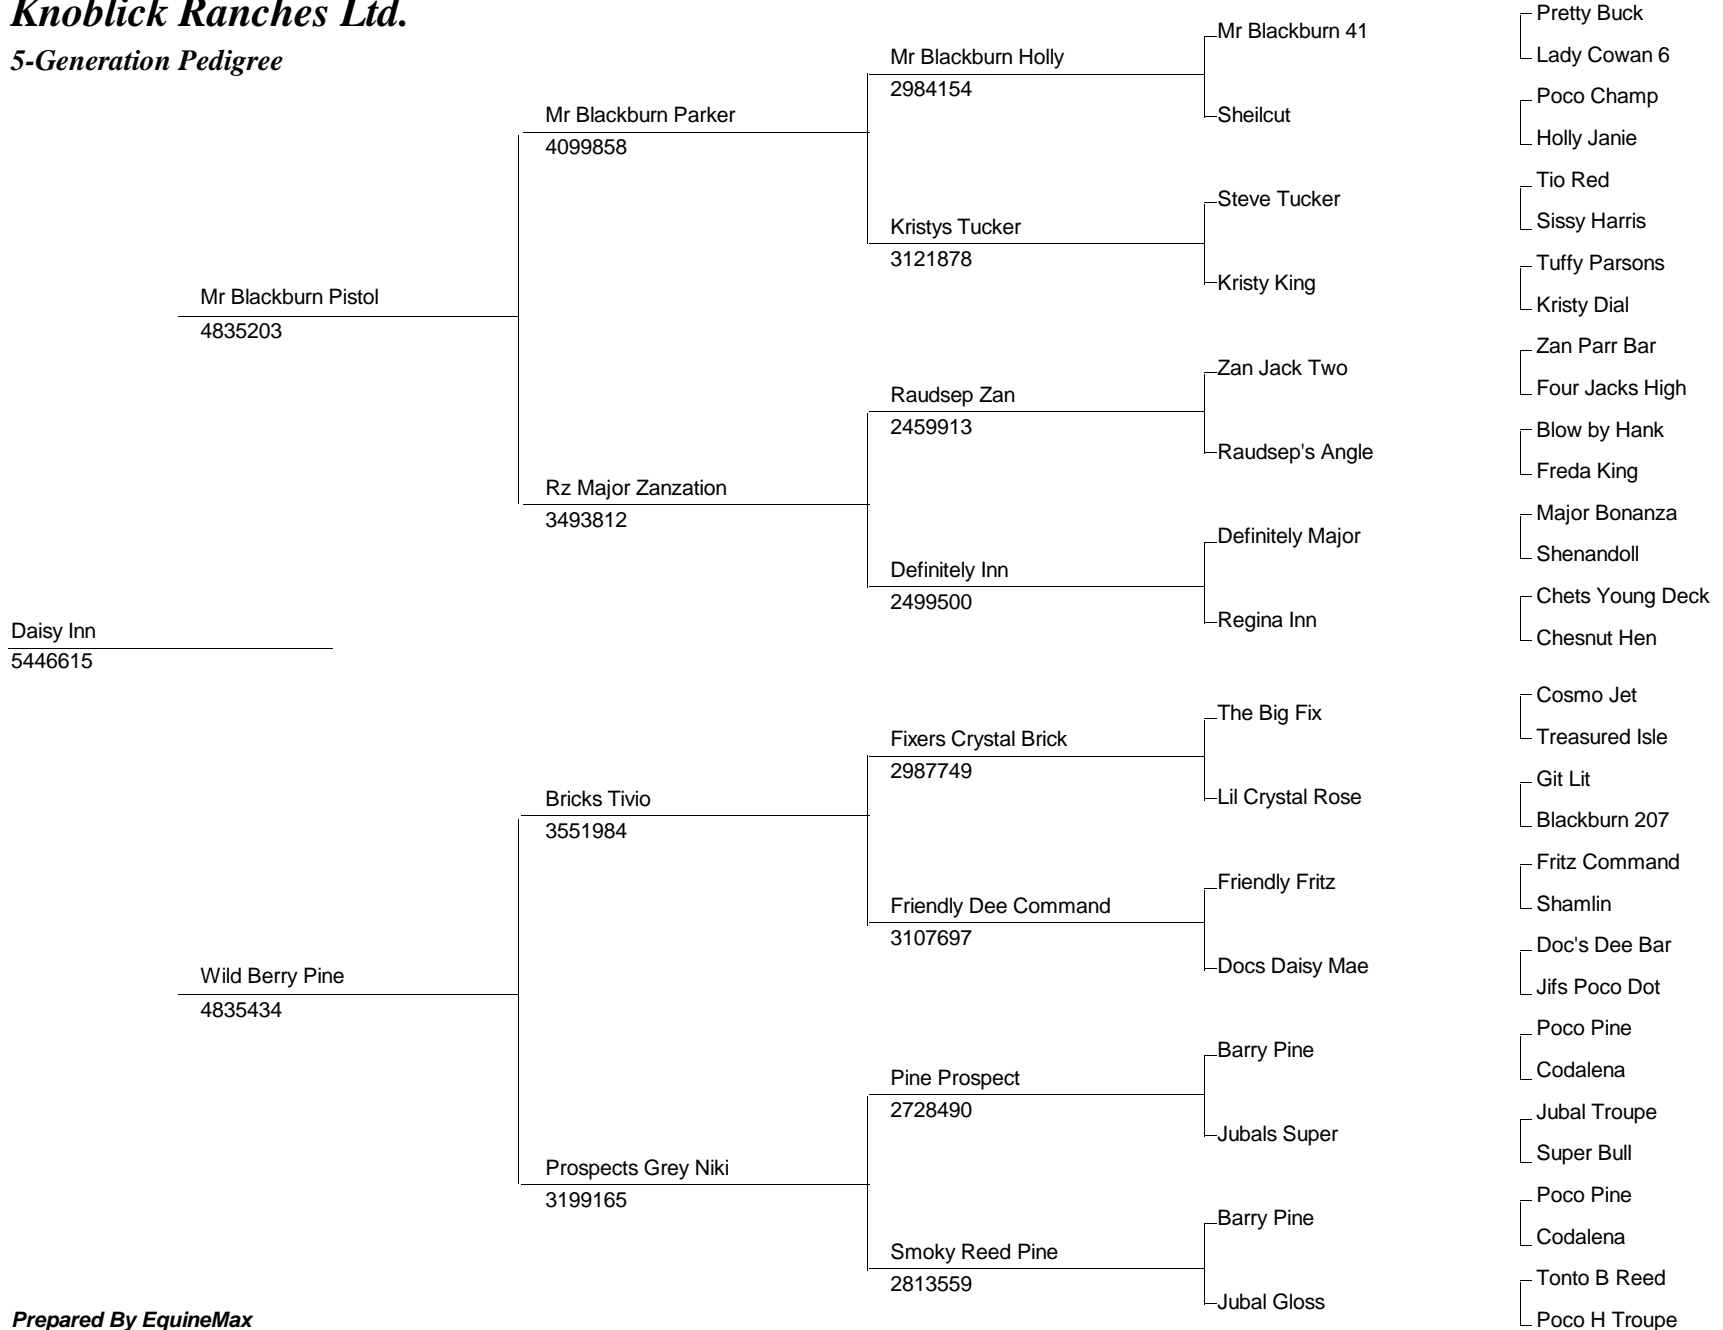 Knoblick Ranches Ltd.
5-Generation Pedigree
Daisy Inn
5446615
Mr Blackburn Pistol
4835203
Wild Berry Pine
4835434
Mr Blackburn Parker
4099858
Rz Major Zanzation
3493812
Bricks Tivio
3551984
Prospects Grey Niki
3199165
Mr Blackburn Holly
2984154
Kristys Tucker
3121878
Raudsep Zan
2459913
Definitely Inn
2499500
Fixers Crystal Brick
2987749
Friendly Dee Command
3107697
Pine Prospect
2728490
Smoky Reed Pine
2813559
Mr Blackburn 41
Sheilcut
Steve Tucker
Kristy King
Zan Jack Two
Raudsep's Angle
Definitely Major
Regina Inn
The Big Fix
Lil Crystal Rose
Friendly Fritz
Docs Daisy Mae
Barry Pine
Jubals Super
Barry Pine
Jubal Gloss
Pretty Buck
Lady Cowan 6
Poco Champ
Holly Janie
Tio Red
Sissy Harris
Tuffy Parsons
Kristy Dial
Zan Parr Bar
Four Jacks High
Blow by Hank
Freda King
Major Bonanza
Shenandoll
Chets Young Deck
Chesnut Hen
Cosmo Jet
Treasured Isle
Git Lit
Blackburn 207
Fritz Command
Shamlin
Doc's Dee Bar
Jifs Poco Dot
Poco Pine
Codalena
Jubal Troupe
Super Bull
Poco Pine
Codalena
Tonto B Reed
Poco H Troupe
Prepared By EquineMax